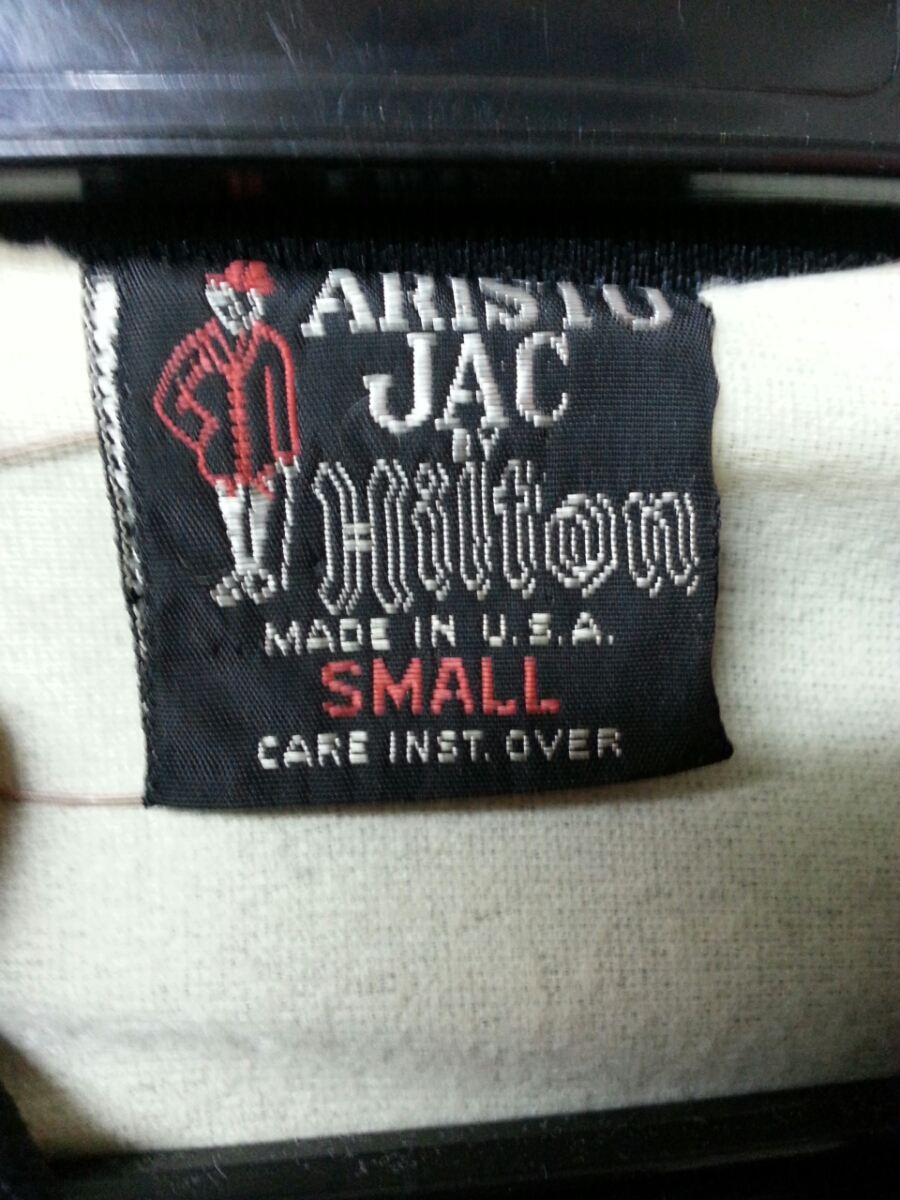 ARISTO
JAC
BY
Hilton
MADE IN U.S.A.
SMALL
CARE INST. OVER